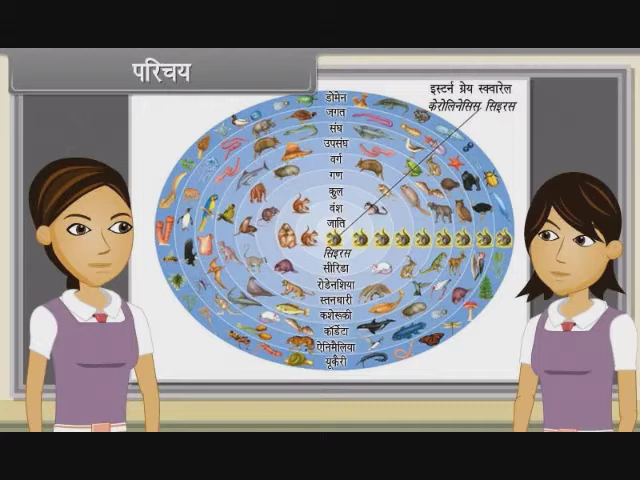 परिचय
इस्टर्न ग्रेय स्क्वारेल
केरोलिनेसिस सिइरस
डोमेन
जगत
संघ
उपसंघ
वर्ग
गण
कुल
वंश
जाति
सिइरस
सीरिडा
रोडेनशिया
स्तनधारी
कशेरूकी
कॉर्डेटा
ऐनिमैलिया
यूकैरी